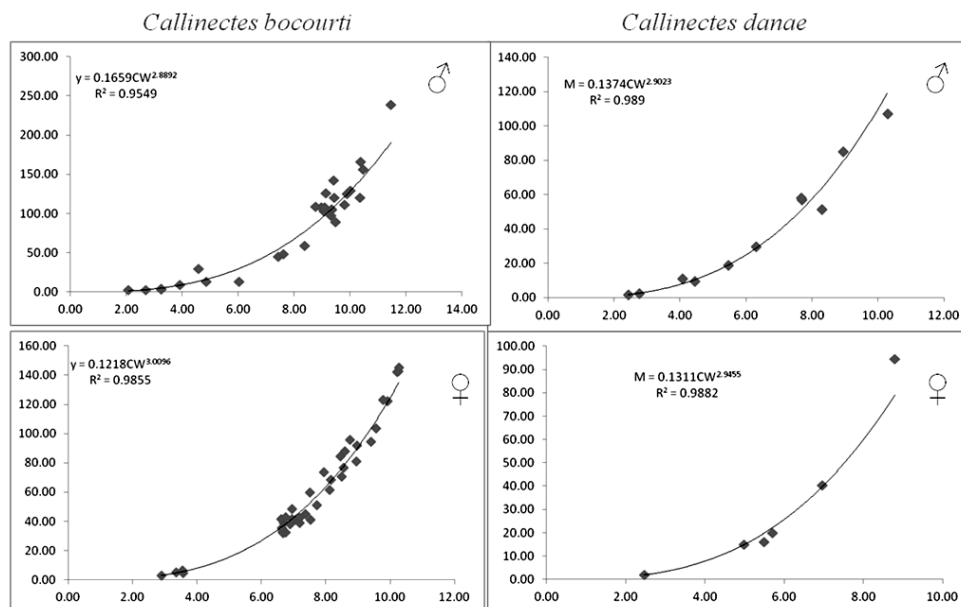 Callinectes bocourti
Callinectes danae
300.00
250.00
200.00
150.00
100.00
50.00
0.00
y = 0.1659CW^2.8892
R² = 0.9549
♂
0.00 2.00 4.00 6.00 8.00 10.00 12.00 14.00
140.00
120.00
100.00
80.00
60.00
40.00
20.00
0.00
M = 0.1374CW^2.9023
R² = 0.989
♂
0.00 2.00 4.00 6.00 8.00 10.00 12.00
160.00
140.00
120.00
100.00
80.00
60.00
40.00
20.00
0.00
y = 0.1218CW^3.0096
R² = 0.9855
♀
0.00 2.00 4.00 6.00 8.00 10.00 12.00
100.00
90.00
80.00
70.00
60.00
50.00
40.00
30.00
20.00
10.00
0.00
M = 0.1311CW^2.9455
R² = 0.9882
♀
0.00 2.00 4.00 6.00 8.00 10.00